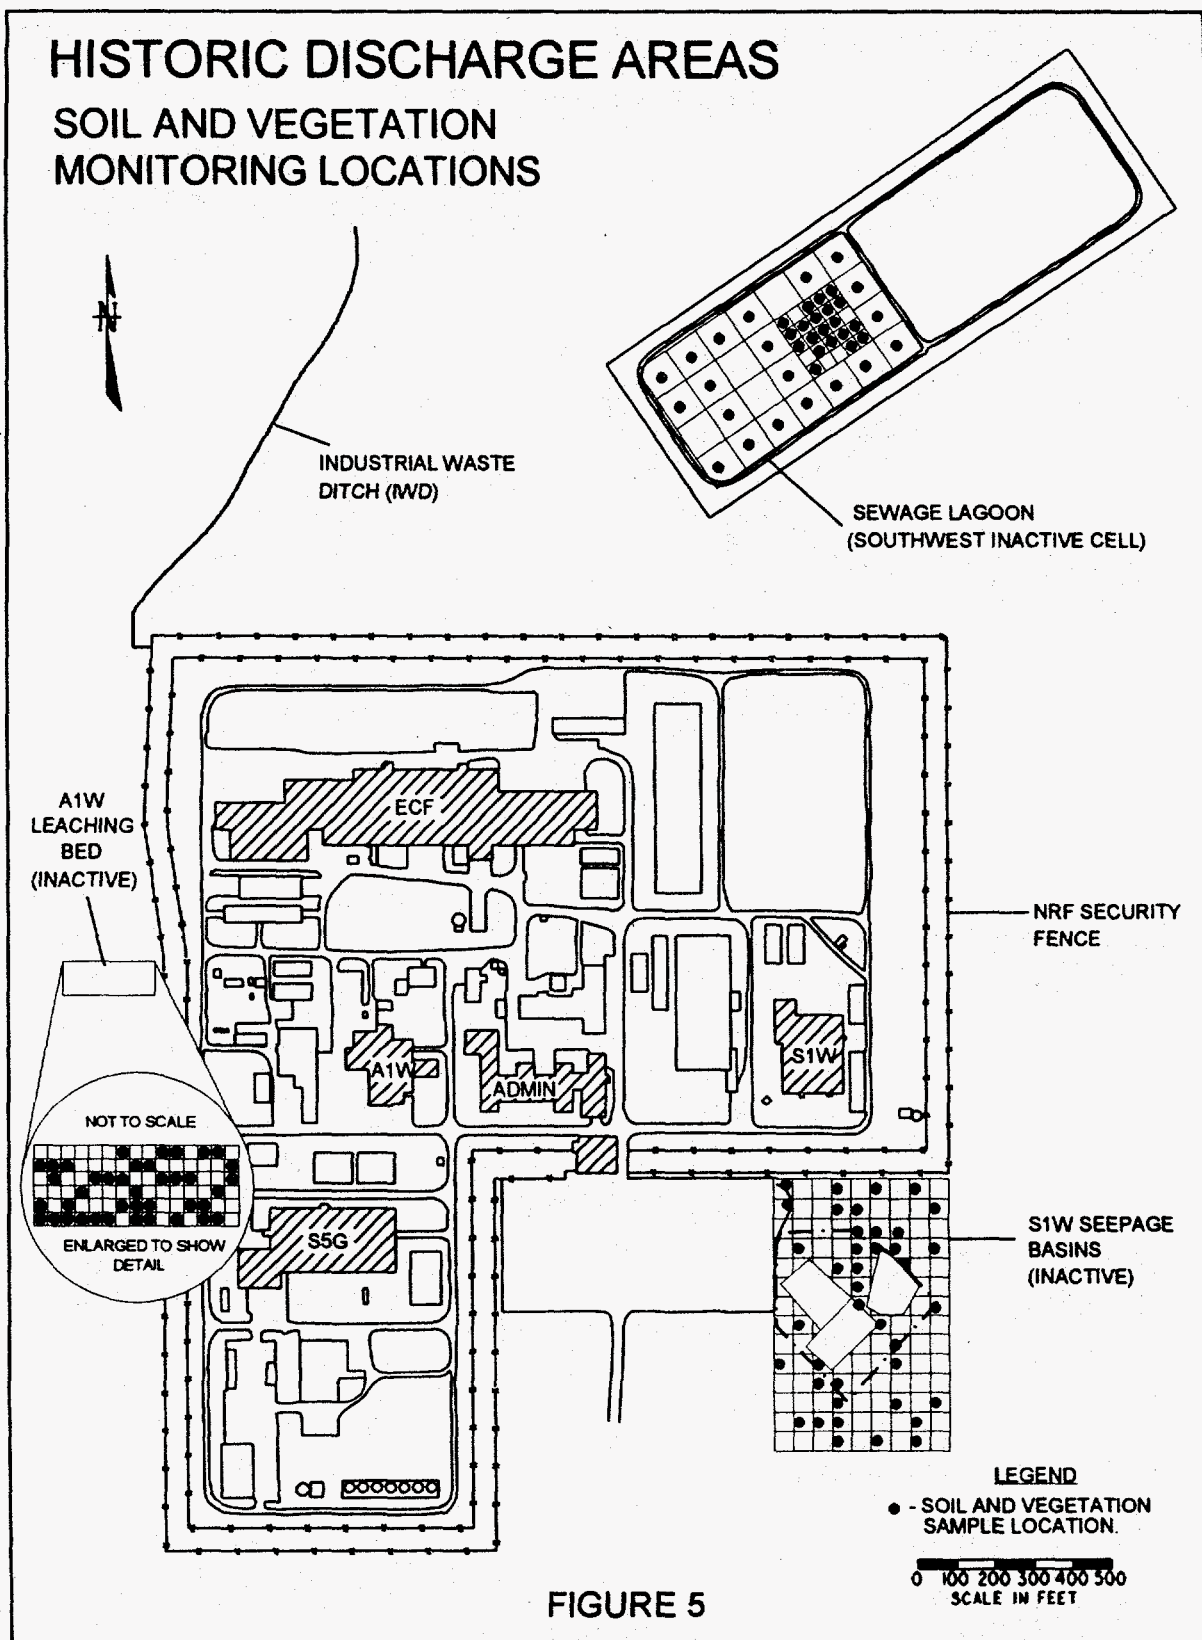 HISTORIC DISCHARGE AREAS
SOIL AND VEGETATION
MONITORING LOCATIONS
N
INDUSTRIAL WASTE
DITCH (IWD)
SEWAGE LAGOON
(SOUTHWEST INACTIVE CELL)
A1W
LEACHING
BED
(INACTIVE)
ECF
NRF SECURITY
FENCE
A1W
ADMIN
S1W
NOT TO SCALE
ENLARGED TO SHOW
DETAIL
S5G
S1W SEEPAGE
BASINS
(INACTIVE)
LEGEND
- SOIL AND VEGETATION
SAMPLE LOCATION.
0 100 200 300 400 500
SCALE IN FEET
FIGURE 5